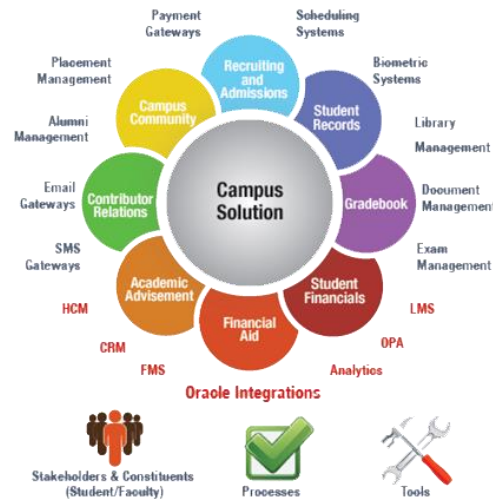 Payment
Gateways
Scheduling
Systems
Placement
Management
Recruiting
and
Admissions
Biometric
Systems
Campus
Community
Student
Records
Alumni
Management
Library
Management
Email
Gateways
Contributor
Relations
Campus
Solution
Gradebook
Document
Management
SMS
Gateways
Academic
Advisement
Student
Financials
Exam
Management
HCM
Financial
Aid
LMS
CRM
OPA
FMS
Analytics
Oracle Integrations
Stakeholders & Constituents
(Student/Faculty)
Processes
Tools